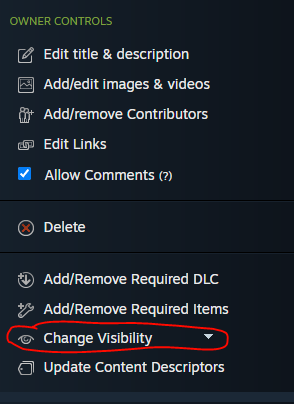 OWNER CONTROLS
Edit title & description
Add/edit images & videos
Add/remove Contributors
Edit Links
Allow Comments (?)
Delete
Add/Remove Required DLC
Add/Remove Required Items
Change Visibility
Update Content Descriptors